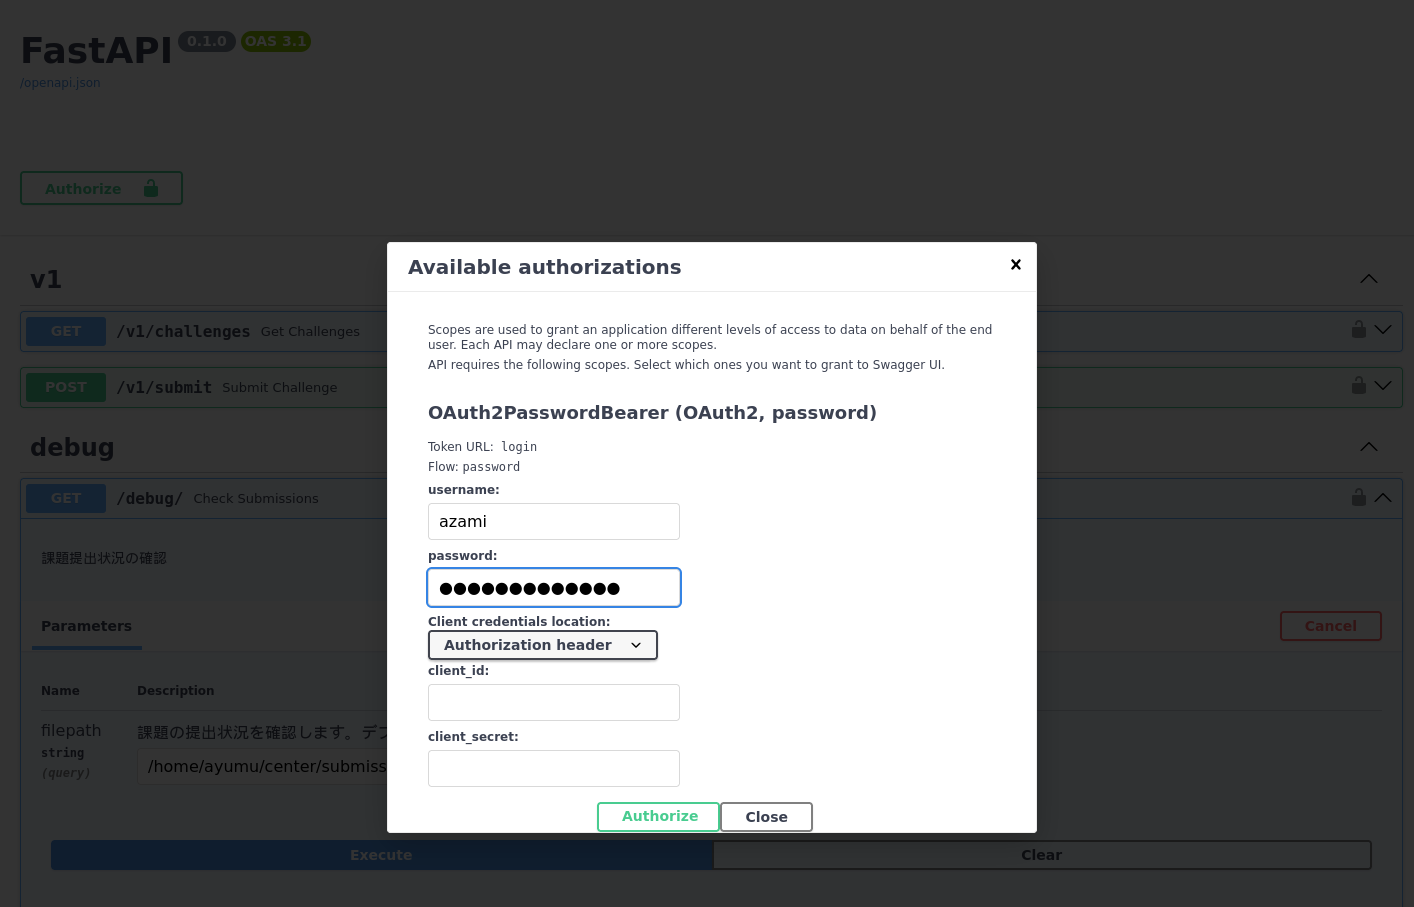 FastAPI 0.1.0 OAS 3.1
/openapi.json
Authorize
v1
GET /v1/challenges Get Challenges
POST /v1/submit Submit Challenge
debug
GET /debug/ Check Submissions
課題提出状況の確認
Parameters
Cancel
Name Description
filepath
string
(query)
課題の提出状況を確認します。デフ
/home/ayumu/center/submiss
Execute Clear
Available authorizations
Scopes are used to grant an application different levels of access to data on behalf of the end
user. Each API may declare one or more scopes.
API requires the following scopes. Select which ones you want to grant to Swagger UI.
OAuth2PasswordBearer (OAuth2, password)
Token URL: login
Flow: password
username:
azami
password:
●●●●●●●●●●●●●
Client credentials location:
Authorization header
client_id:
client_secret:
Authorize Close